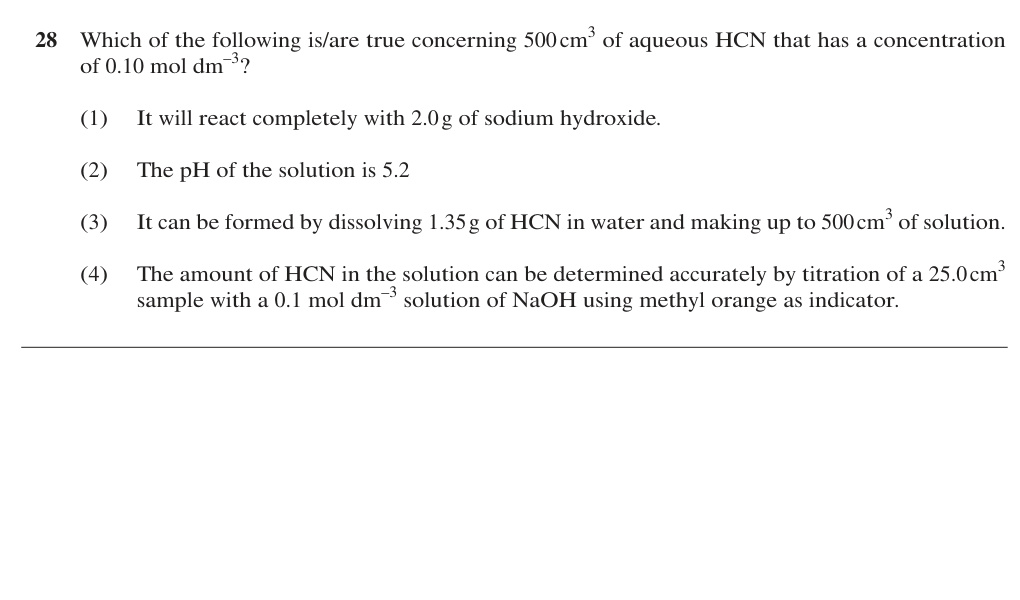 28 Which of the following is/are true concerning 500 cm³ of aqueous HCN that has a concentration
of 0.10 mol dm⁻³?
(1) It will react completely with 2.0 g of sodium hydroxide.
(2) The pH of the solution is 5.2
(3) It can be formed by dissolving 1.35 g of HCN in water and making up to 500 cm³ of solution.
(4) The amount of HCN in the solution can be determined accurately by titration of a 25.0 cm³
sample with a 0.1 mol dm⁻³ solution of NaOH using methyl orange as indicator.